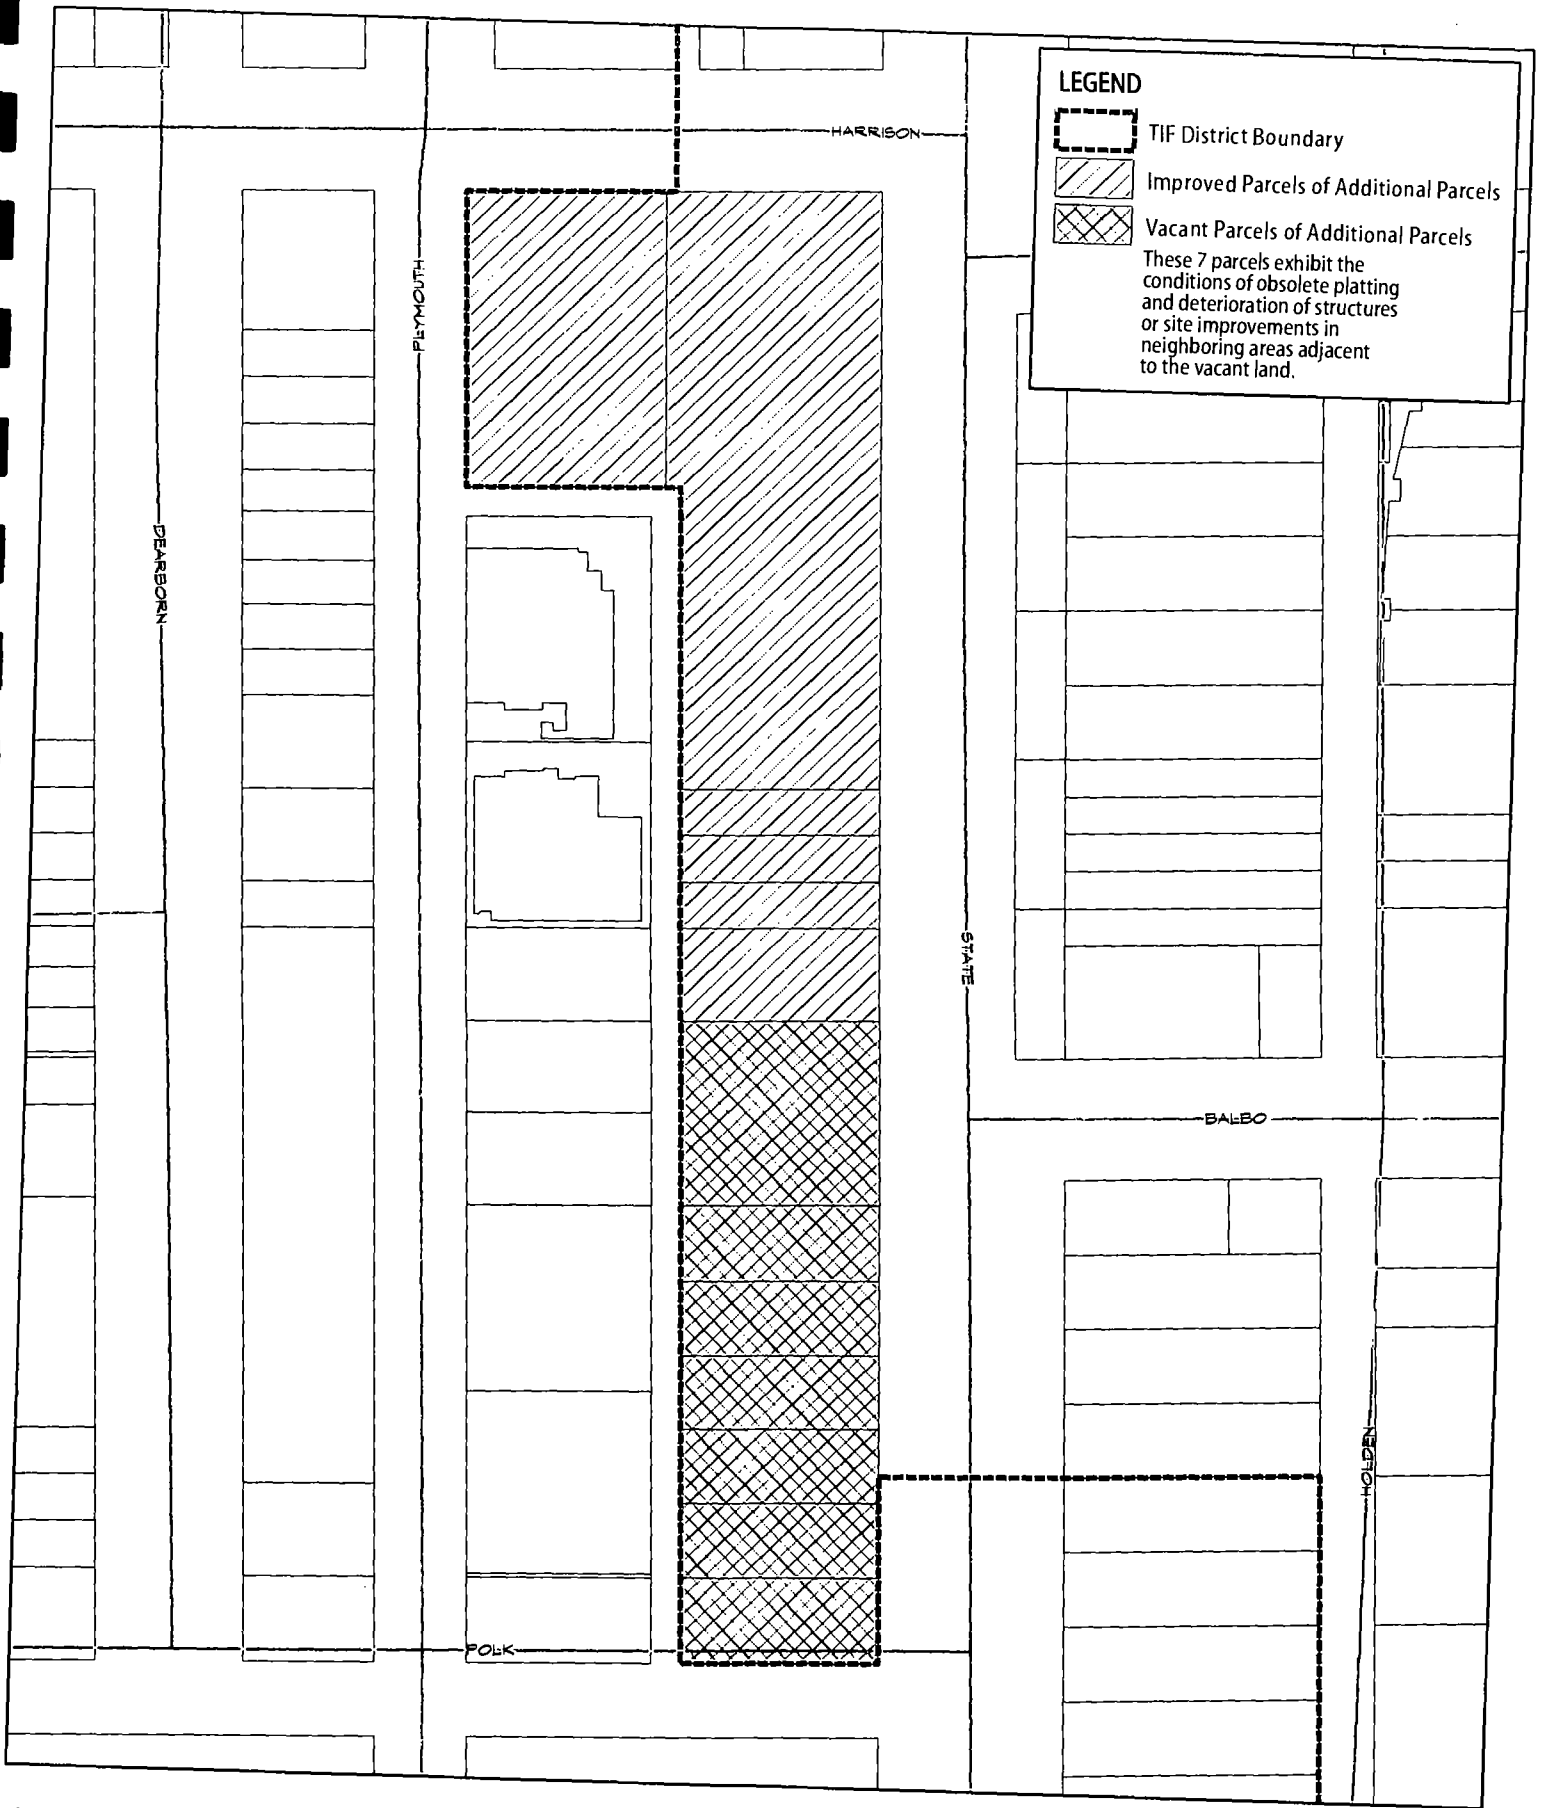 LEGEND
TIF District Boundary
Improved Parcels of Additional Parcels
Vacant Parcels of Additional Parcels
These 7 parcels exhibit the
conditions of obsolete platting
and deterioration of structures
or site improvements in
neighboring areas adjacent
to the vacant land.
HARRISON
PLYMOUTH
DEARBORN
STATE
BALBO
HOLDEN
POLK